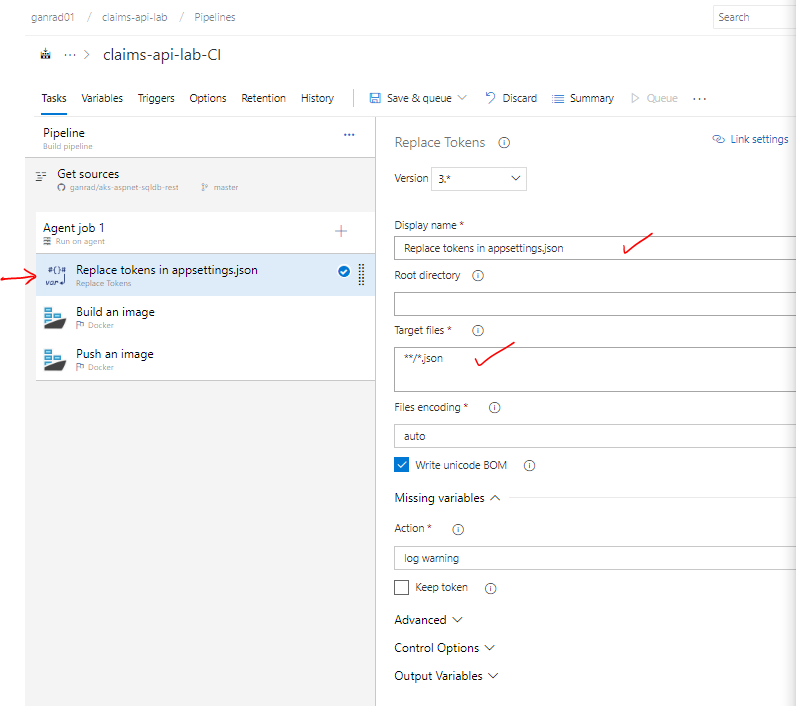 ganrad01 / claims-api-lab / Pipelines
Search
... > claims-api-lab-CI
Tasks Variables Triggers Options Retention History Save & queue Discard Summary Queue ...
Pipeline ...
Build pipeline
Get sources
ganrad/aks-aspnet-sqldb-rest master
Agent job 1 +
Run on agent
#{}#
var
Replace tokens in appsettings.json
Replace Tokens
Build an image
Docker
Push an image
Docker
Replace Tokens
Link settings
Version 3.*
Display name *
Replace tokens in appsettings.json
Root directory
Target files *
**/*.json
Files encoding *
auto
Write unicode BOM
Missing variables
Action *
log warning
Keep token
Advanced
Control Options
Output Variables